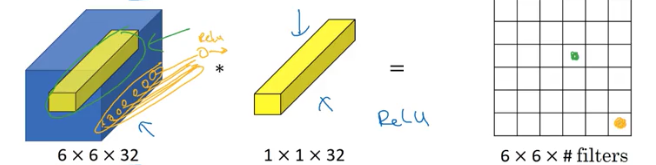 ReLU
* =
ReLU
6 × 6 × 32 1 × 1 × 32 6 × 6 × # filters